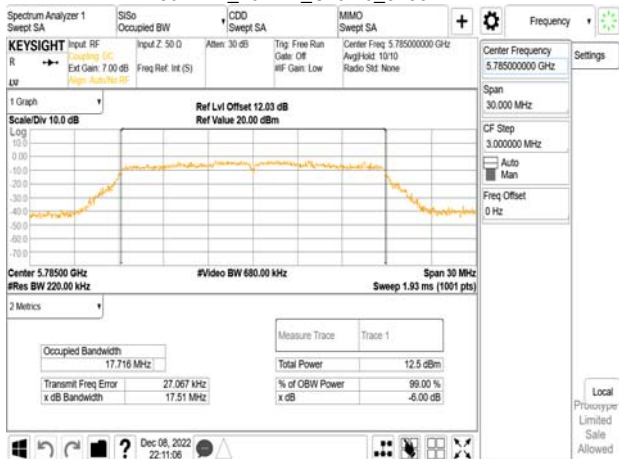 Spectrum Analyzer 1
Swept SA
SiSo
Occupied BW
CDD
Swept SA
MIMO
Swept SA
+
Frequency
KEYSIGHT
R
LVI
Input: RF
Coupling: DC
Ext Gain: 7.00 dB
Align: Auto/No RF
Input Z: 50 Ω
Freq Ref: Int (S)
Atten: 30 dB
Trig: Free Run
Gate: Off
#IF Gain: Low
Center Freq: 5.785000000 GHz
Avg|Hold: 10/10
Radio Std: None
Center Frequency
5.785000000 GHz
Settings
Span
30.000 MHz
CF Step
3.000000 MHz
Auto
Man
Freq Offset
0 Hz
1 Graph
Scale/Div 10.0 dB
Ref Lvl Offset 12.03 dB
Ref Value 20.00 dBm
Log
10.0
0.00
-10.0
-20.0
-30.0
-40.0
-50.0
-60.0
-70.0
Center 5.78500 GHz
#Res BW 220.00 kHz
#Video BW 680.00 kHz
Span 30 MHz
Sweep 1.93 ms (1001 pts)
2 Metrics
Measure Trace Trace 1
Occupied Bandwidth
17.716 MHz
Total Power 12.5 dBm
Transmit Freq Error 27.067 kHz
% of OBW Power 99.00 %
x dB Bandwidth 17.51 MHz
x dB -6.00 dB
Local
Prototype
Limited
Sale
Allowed
?
Dec 08, 2022
22:11:06